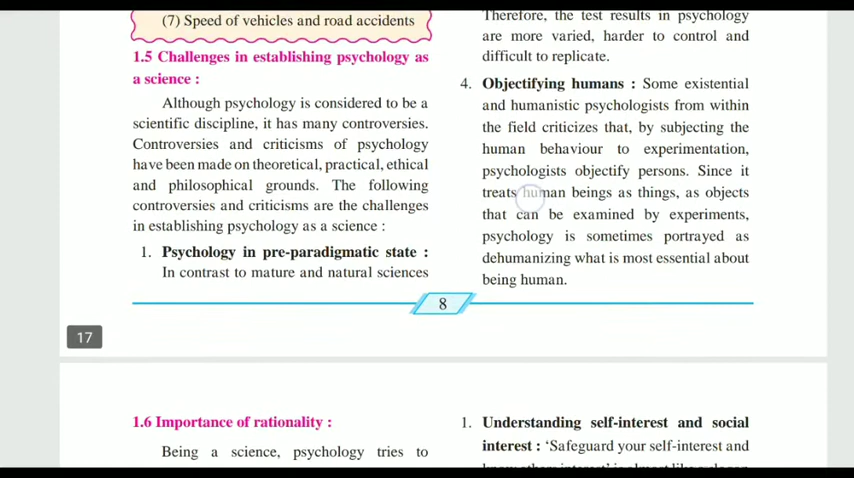 (7) Speed of vehicles and road accidents
1.5 Challenges in establishing psychology as
a science :
Although psychology is considered to be a
scientific discipline, it has many controversies.
Controversies and criticisms of psychology
have been made on theoretical, practical, ethical
and philosophical grounds. The following
controversies and criticisms are the challenges
in establishing psychology as a science :
1. Psychology in pre-paradigmatic state :
In contrast to mature and natural sciences
Therefore, the test results in psychology
are more varied, harder to control and
difficult to replicate.
4. Objectifying humans : Some existential
and humanistic psychologists from within
the field criticizes that, by subjecting the
human behaviour to experimentation,
psychologists objectify persons. Since it
treats human beings as things, as objects
that can be examined by experiments,
psychology is sometimes portrayed as
dehumanizing what is most essential about
being human.
8
17
1.6 Importance of rationality :
Being a science, psychology tries to
1. Understanding self-interest and social
interest : ‘Safeguard your self-interest and